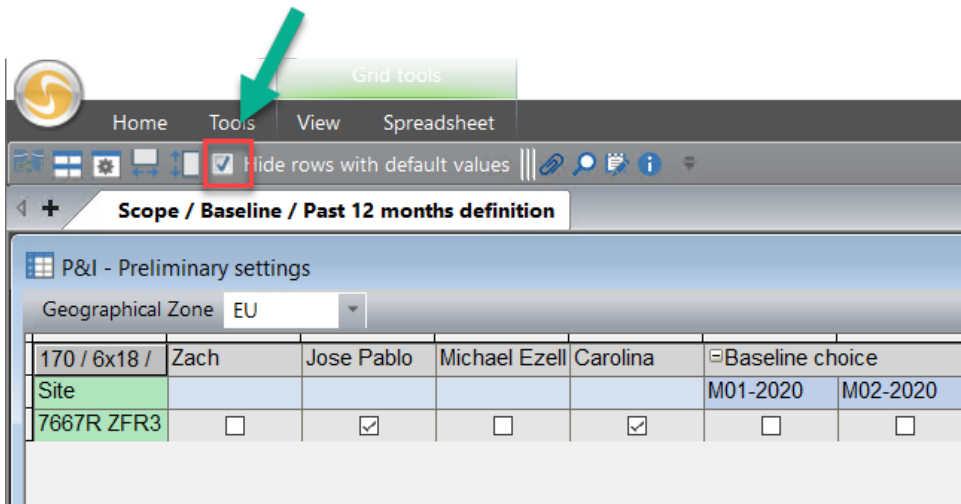 Grid tools
Home Tools View Spreadsheet
Hide rows with default values
Scope / Baseline / Past 12 months definition
P&I - Preliminary settings
Geographical Zone EU
170 / 6x18 / Zach Jose Pablo Michael Ezell Carolina Baseline choice
Site M01-2020 M02-2020
7667R ZFR3